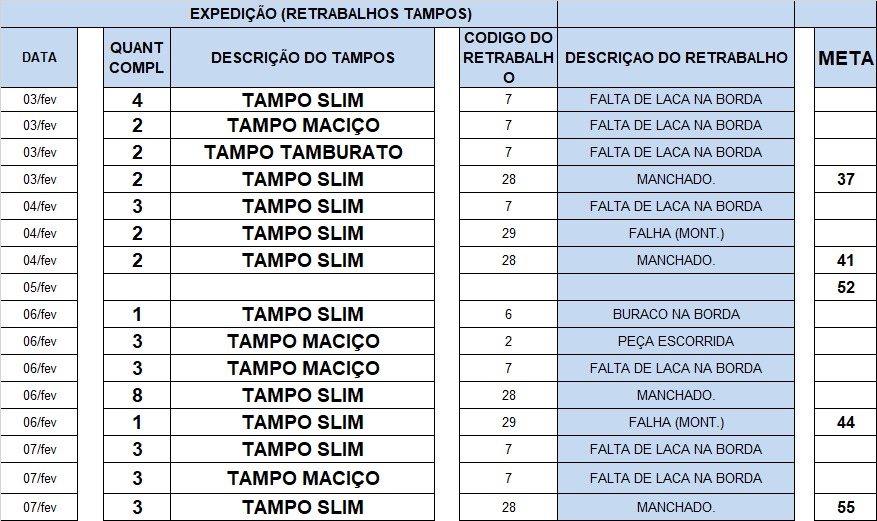 EXPEDIÇÃO (RETRABALHOS TAMPOS)
DATA QUANT COMPL DESCRIÇÃO DO TAMPOS CODIGO DO RETRABALHO DESCRIÇAO DO RETRABALHO META
03/fev 4 TAMPO SLIM 7 FALTA DE LACA NA BORDA
03/fev 2 TAMPO MACIÇO 7 FALTA DE LACA NA BORDA
03/fev 2 TAMPO TAMBURATO 7 FALTA DE LACA NA BORDA
03/fev 2 TAMPO SLIM 28 MANCHADO. 37
04/fev 3 TAMPO SLIM 7 FALTA DE LACA NA BORDA
04/fev 2 TAMPO SLIM 29 FALHA (MONT.)
04/fev 2 TAMPO SLIM 28 MANCHADO. 41
05/fev 52
06/fev 1 TAMPO SLIM 6 BURACO NA BORDA
06/fev 3 TAMPO MACIÇO 2 PEÇA ESCORRIDA
06/fev 3 TAMPO MACIÇO 7 FALTA DE LACA NA BORDA
06/fev 8 TAMPO SLIM 28 MANCHADO.
06/fev 1 TAMPO SLIM 29 FALHA (MONT.) 44
07/fev 3 TAMPO SLIM 7 FALTA DE LACA NA BORDA
07/fev 3 TAMPO MACIÇO 7 FALTA DE LACA NA BORDA
07/fev 3 TAMPO SLIM 28 MANCHADO. 55